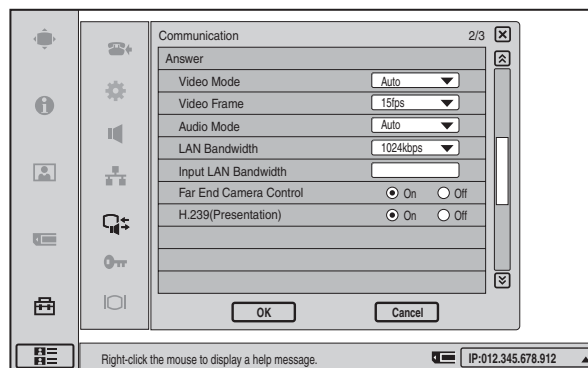 Communication 2/3
Answer
Video Mode Auto
Video Frame 15fps
Audio Mode Auto
LAN Bandwidth 1024kbps
Input LAN Bandwidth
Far End Camera Control On Off
H.239(Presentation) On Off
OK Cancel
Right-click the mouse to display a help message. IP:012.345.678.912